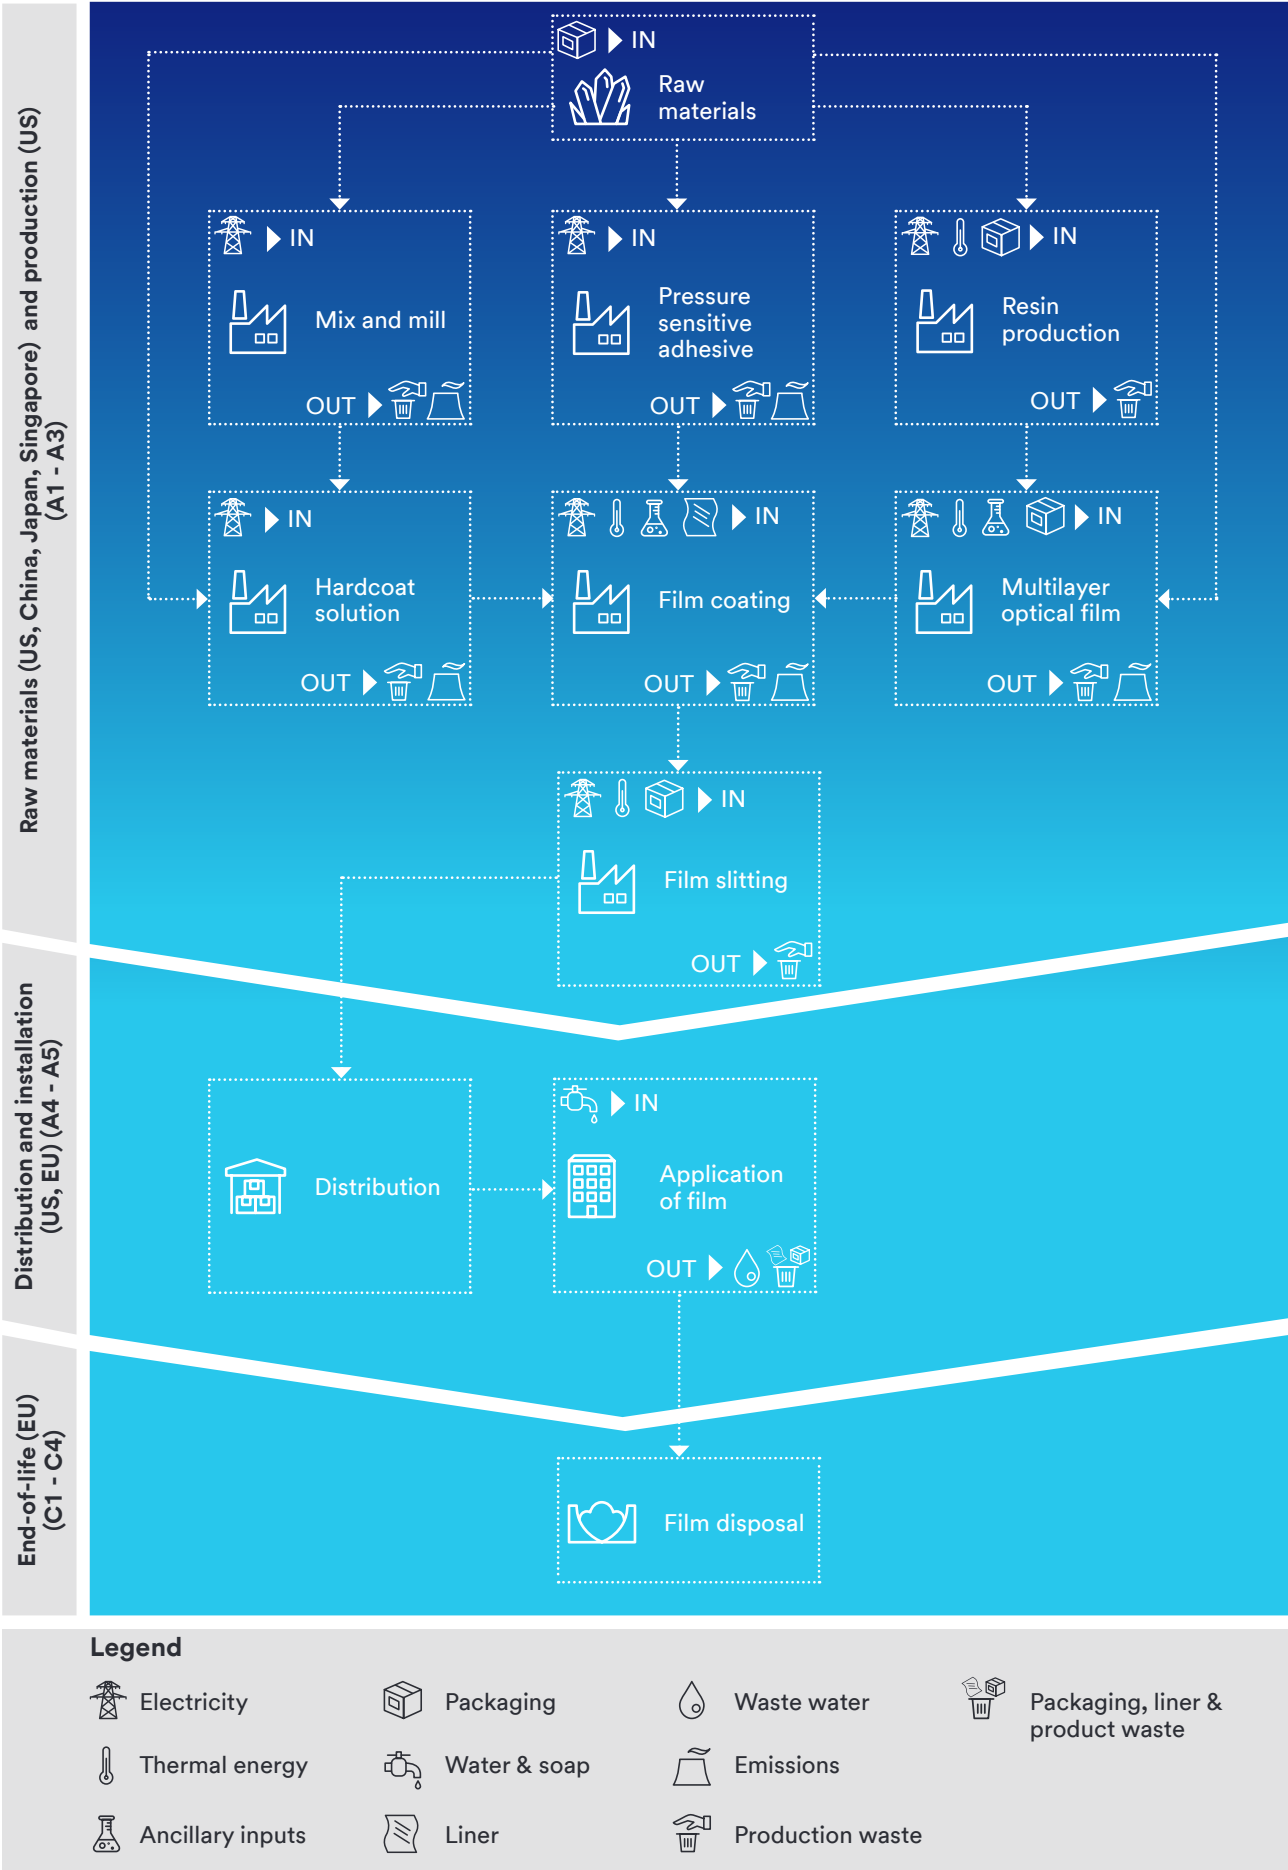 Raw materials (US, China, Japan, Singapore) and production (US)
(A1 - A3)
IN
Raw
materials
IN
Mix and mill
OUT
IN
Pressure
sensitive
adhesive
OUT
IN
Resin
production
OUT
IN
Hardcoat
solution
OUT
IN
Film coating
OUT
IN
Multilayer
optical film
OUT
IN
Film slitting
OUT
Distribution and installation
(US, EU) (A4 - A5)
Distribution
IN
Application
of film
OUT
End-of-life (EU)
(C1 - C4)
Film disposal
Legend
Electricity
Thermal energy
Ancillary inputs
Packaging
Water & soap
Liner
Waste water
Emissions
Production waste
Packaging, liner &
product waste